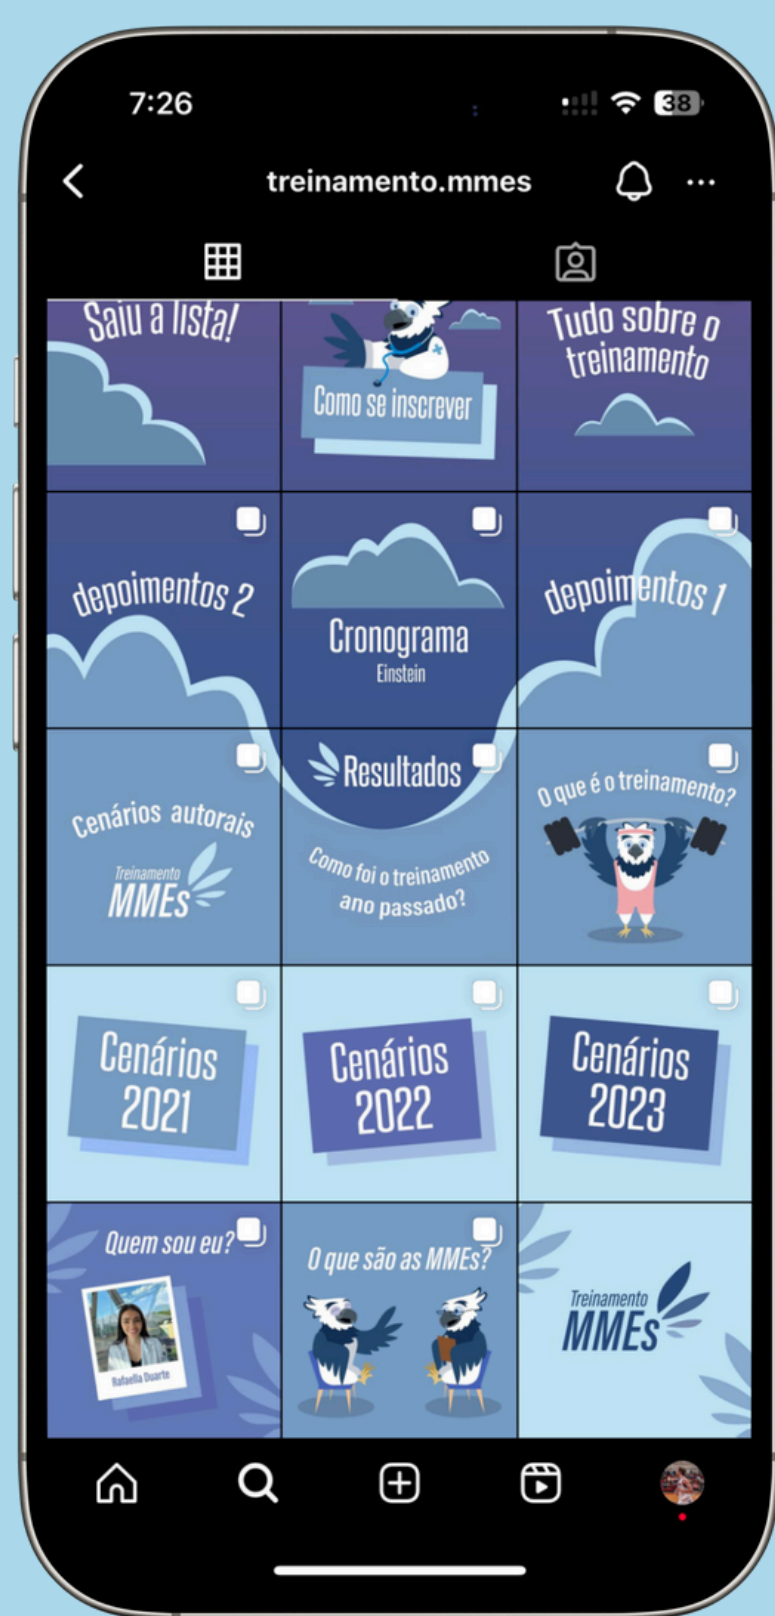 7:26
38
treinamento.mmes
Saiu a lista!
Como se inscrever
Tudo sobre o
treinamento
depoimentos 2
Cronograma
Einstein
depoimentos 1
Cenários autorais
Treinamento
MMEs
Resultados
Como foi o treinamento
ano passado?
O que é o treinamento?
Cenários
2021
Cenários
2022
Cenários
2023
Quem sou eu?
Rafaella Duarte
O que são as MMEs?
Treinamento
MMEs